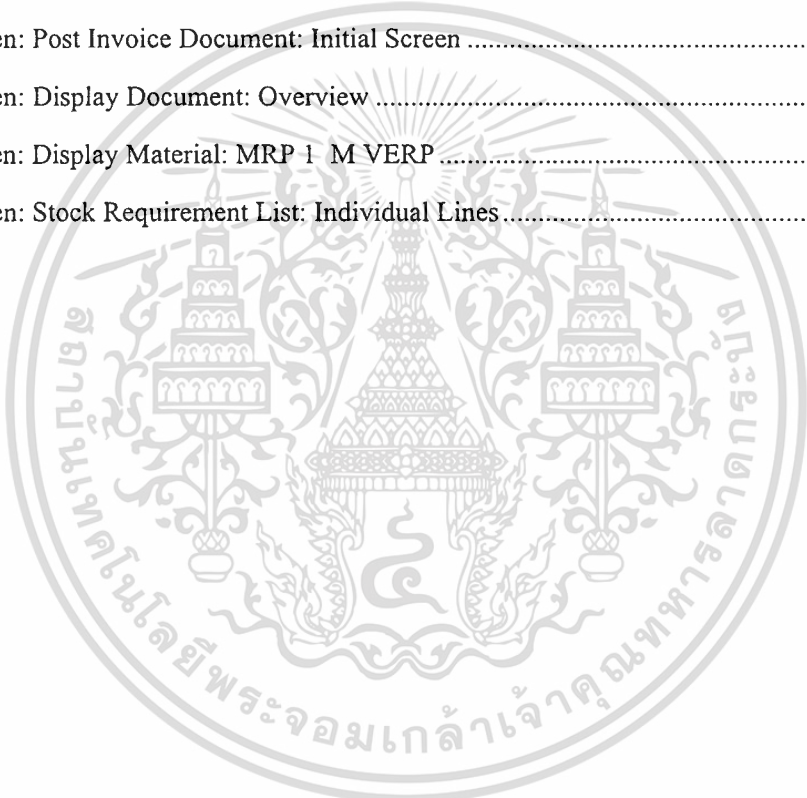 en: Post Invoice Document: Initial Screen ................................................
en: Display Document: Overview ................................................
en: Display Material: MRP 1 M VERP ................................................
en: Stock Requirement List: Individual Lines ................................................
สถาบันเทคโนโลยีพระจอมเกล้าเจ้าคุณทหารลาดกระบัง